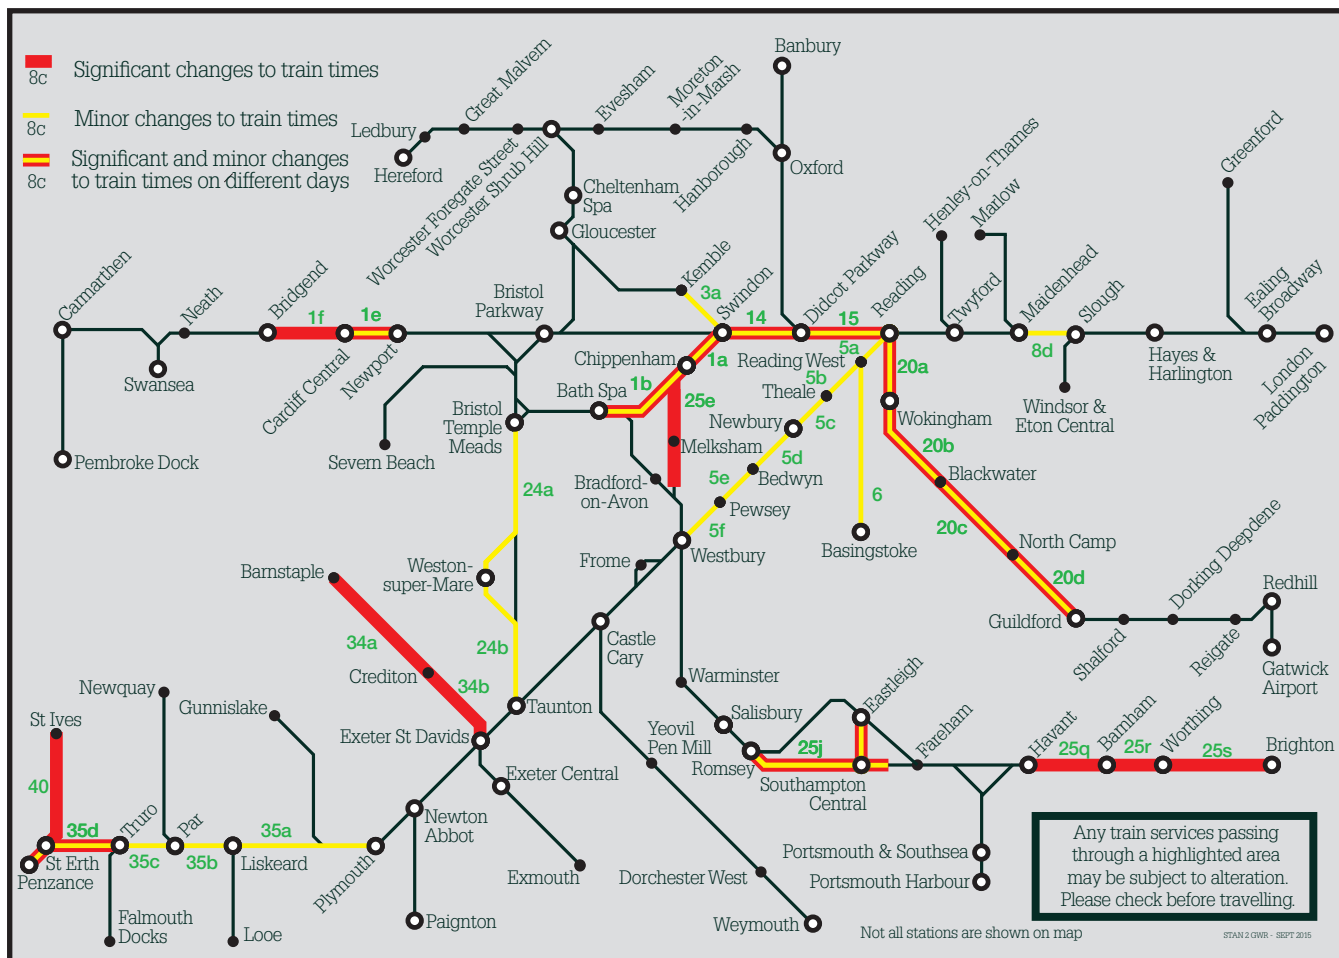 8c
Significant changes to train times
8c
Minor changes to train times
8c
Significant and minor changes
to train times on different days
Banbury
Great Malvern
Evesham
Moreton
-in-Marsh
Ledbury
Hereford
Worcester Foregate Street
Worcester Shrub Hill
Hanborough
Oxford
Cheltenham
Spa
Gloucester
Henley-on-Thames
Marlow
Greenford
Carmarthen
Neath
Bridgend
1f
1e
Cardiff Central
Newport
Bristol
Parkway
Kemble
3a
Swindon
14
Didcot Parkway
15
Reading
Twyford
Maidenhead
8d
Slough
Hayes &
Harlington
Ealing
Broadway
London
Paddington
Swansea
Chippenham
1a
Reading West
5a
20a
Windsor &
Eton Central
Bath Spa
1b
25e
Theale
5b
Wokingham
Bristol
Temple
Meads
Newbury
5c
20b
Pembroke Dock
Severn Beach
Melksham
5d
Bedwyn
Blackwater
Bradford-
on-Avon
5e
24a
Pewsey
6
20c
5f
Westbury
Basingstoke
North Camp
Frome
Barnstaple
Weston-
super-Mare
20d
Dorking Deepdene
Redhill
Guildford
Shalford
Reigate
Gatwick
Airport
34a
24b
Castle
Cary
Crediton
34b
Warminster
Newquay
Gunnislake
Taunton
Salisbury
Eastleigh
St Ives
Exeter St Davids
Yeovil
Pen Mill
Romsey
25j
Southampton
Central
Fareham
Havant
25q
Barnham
25r
Worthing
25s
Brighton
Exeter Central
40
35d
Truro
Par
35a
Newton
Abbot
St Erth
Penzance
35c
35b
Liskeard
Plymouth
Exmouth
Dorchester West
Portsmouth & Southsea
Portsmouth Harbour
Falmouth
Docks
Looe
Paignton
Weymouth
Any train services passing
through a highlighted area
may be subject to alteration.
Please check before travelling.
Not all stations are shown on map
STAN 2 GWR - SEPT 2015